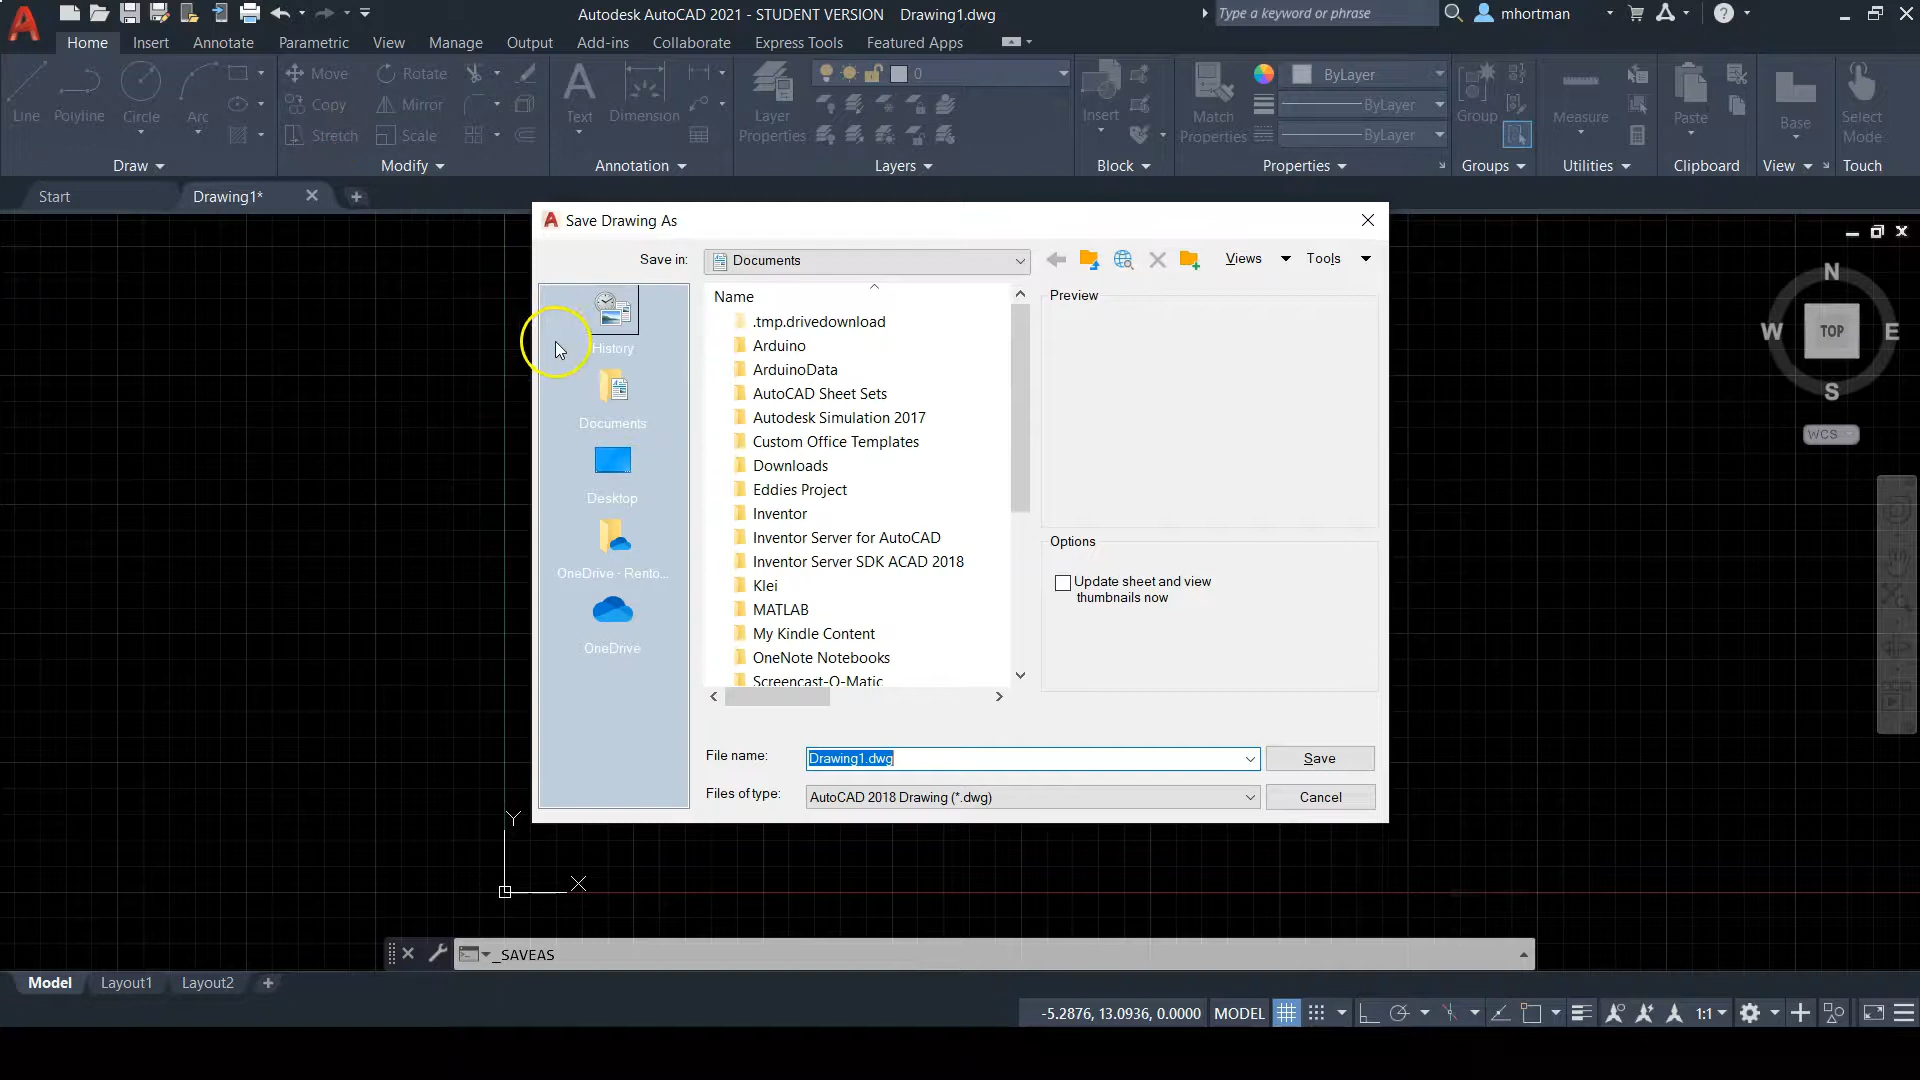 Autodesk AutoCAD 2021 - STUDENT VERSION Drawing1.dwg
Type a keyword or phrase
mhortman
Home Insert Annotate Parametric View Manage Output Add-ins Collaborate Express Tools Featured Apps
Line Polyline Circle Arc
Move Rotate
Copy Mirror
Stretch Scale
Text Dimension
Layer Properties
0
Insert
Match Properties
ByLayer
ByLayer
ByLayer
Group
Measure
Paste
Base
Select Mode
Draw Modify Annotation Layers Block Properties Groups Utilities Clipboard View Touch
Start Drawing1*
Save Drawing As
Save in: Documents Views Tools
History
Documents
Desktop
OneDrive - Rento...
OneDrive
Name
.tmp.drivedownload
Arduino
ArduinoData
AutoCAD Sheet Sets
Autodesk Simulation 2017
Custom Office Templates
Downloads
Eddies Project
Inventor
Inventor Server for AutoCAD
Inventor Server SDK ACAD 2018
Klei
MATLAB
My Kindle Content
OneNote Notebooks
Screencast-O-Matic
Preview
Options
Update sheet and view
thumbnails now
File name: Drawing1.dwg Save
Files of type: AutoCAD 2018 Drawing (*.dwg) Cancel
N
W TOP E
S
WCS
Y
X
_SAVEAS
Model Layout1 Layout2
-5.2876, 13.0936, 0.0000 MODEL 1:1